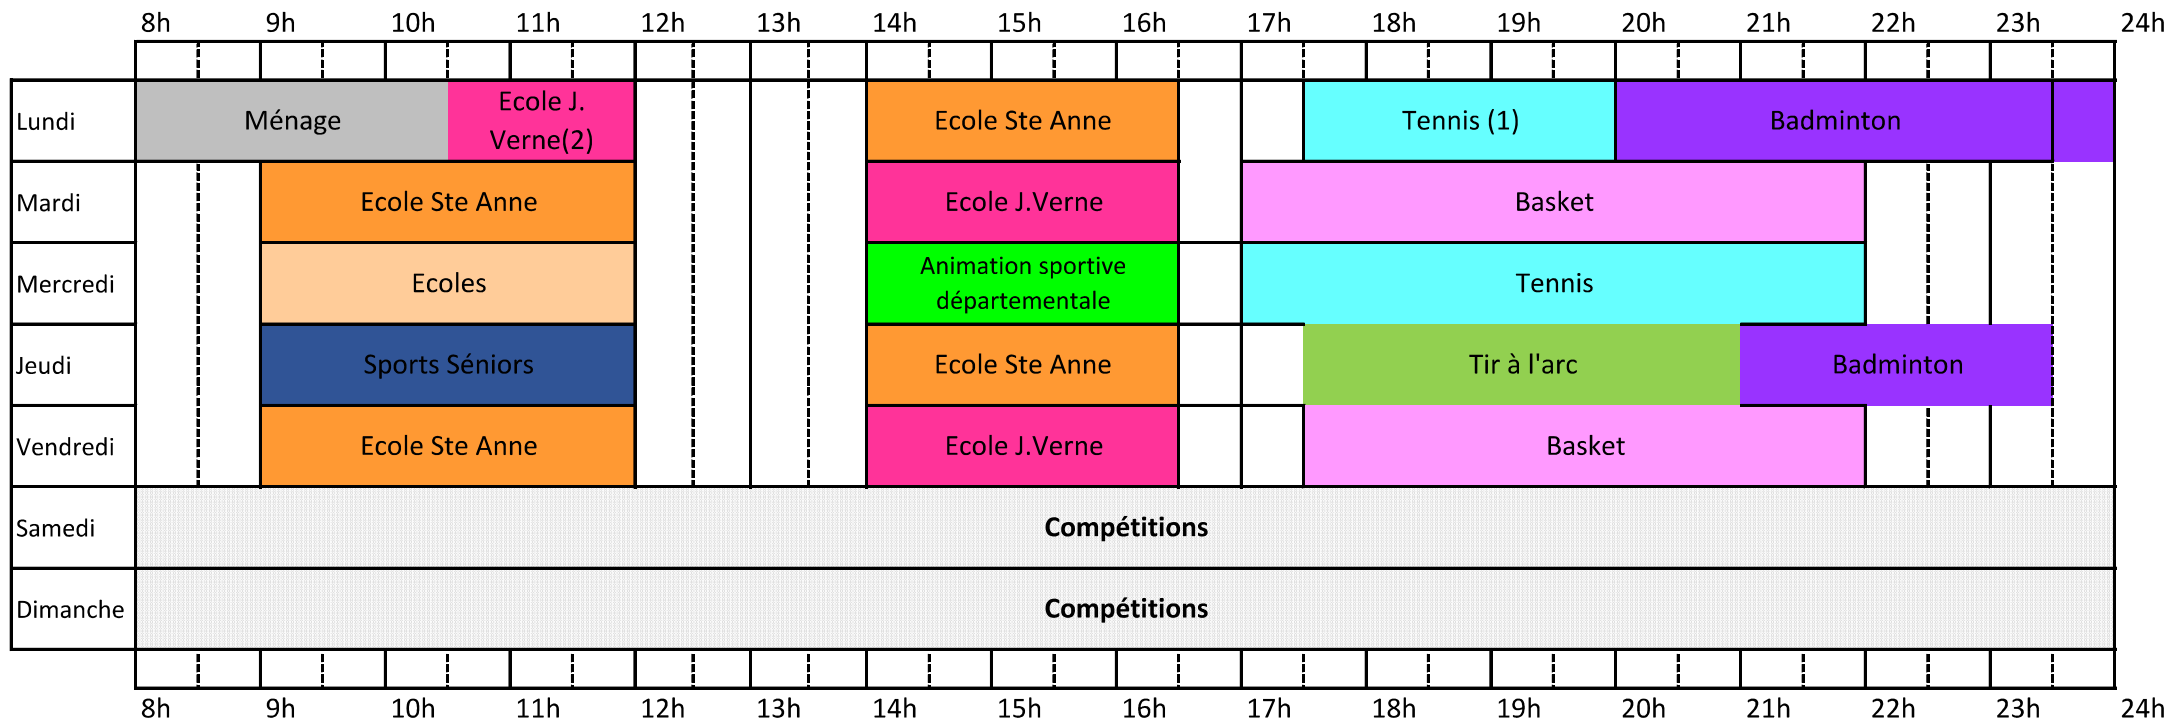 8h 9h 10h 11h 12h 13h 14h 15h 16h 17h 18h 19h 20h 21h 22h 23h 24h
Lundi Ménage Ecole J. Verne(2) Ecole Ste Anne Tennis (1) Badminton
Mardi Ecole Ste Anne Ecole J.Verne Basket
Mercredi Ecoles Animation sportive départementale Tennis
Jeudi Sports Séniors Ecole Ste Anne Tir à l'arc Badminton
Vendredi Ecole Ste Anne Ecole J.Verne Basket
Samedi Compétitions
Dimanche Compétitions
8h 9h 10h 11h 12h 13h 14h 15h 16h 17h 18h 19h 20h 21h 22h 23h 24h